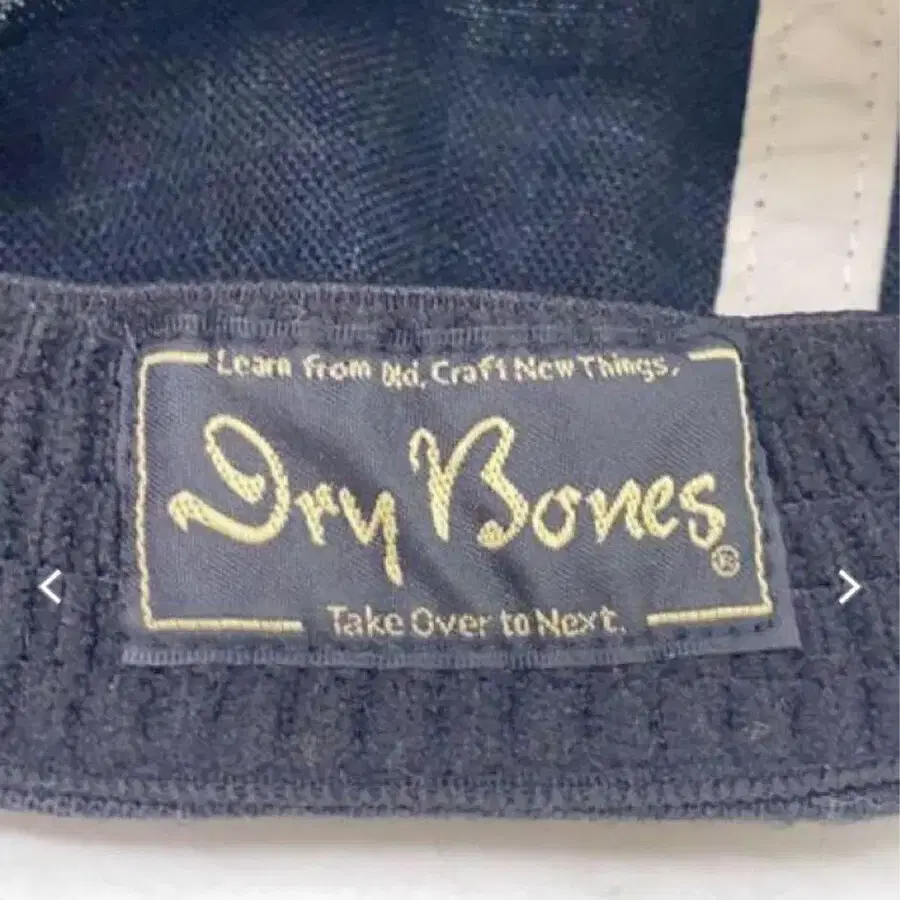 Learn from Old, Craft New Things,
Dry Bones
®
Take Over to Next.